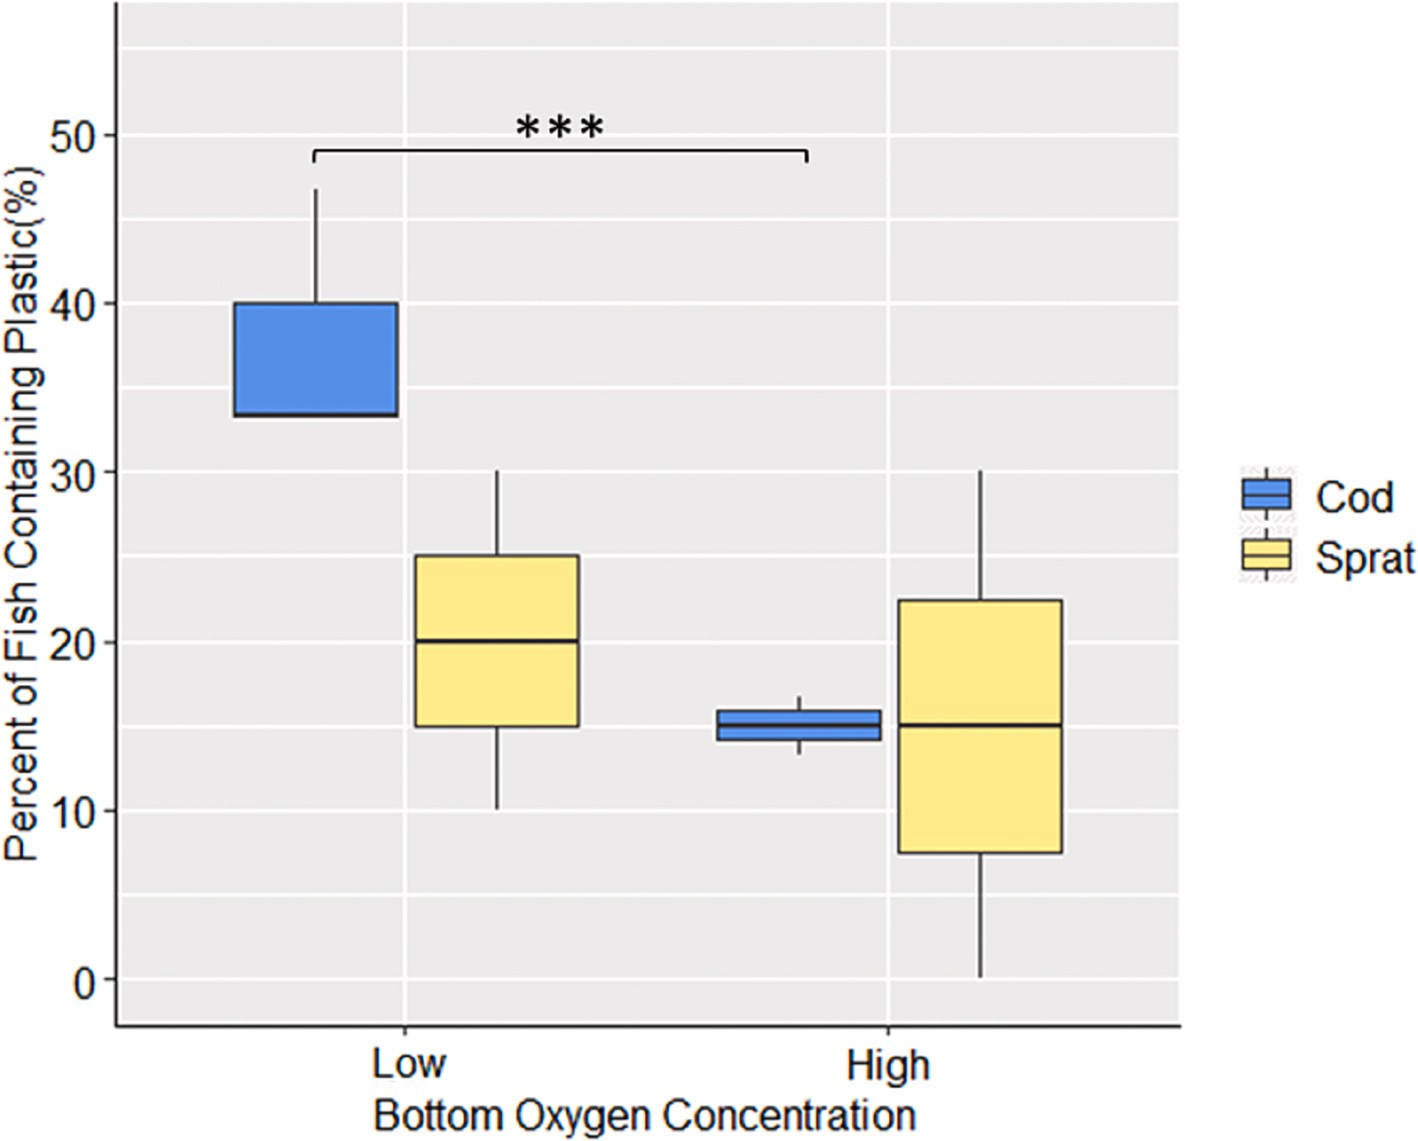 ***
50
40
30
20
10
0
Percent of Fish Containing Plastic(%)
Low
High
Bottom Oxygen Concentration
Cod
Sprat